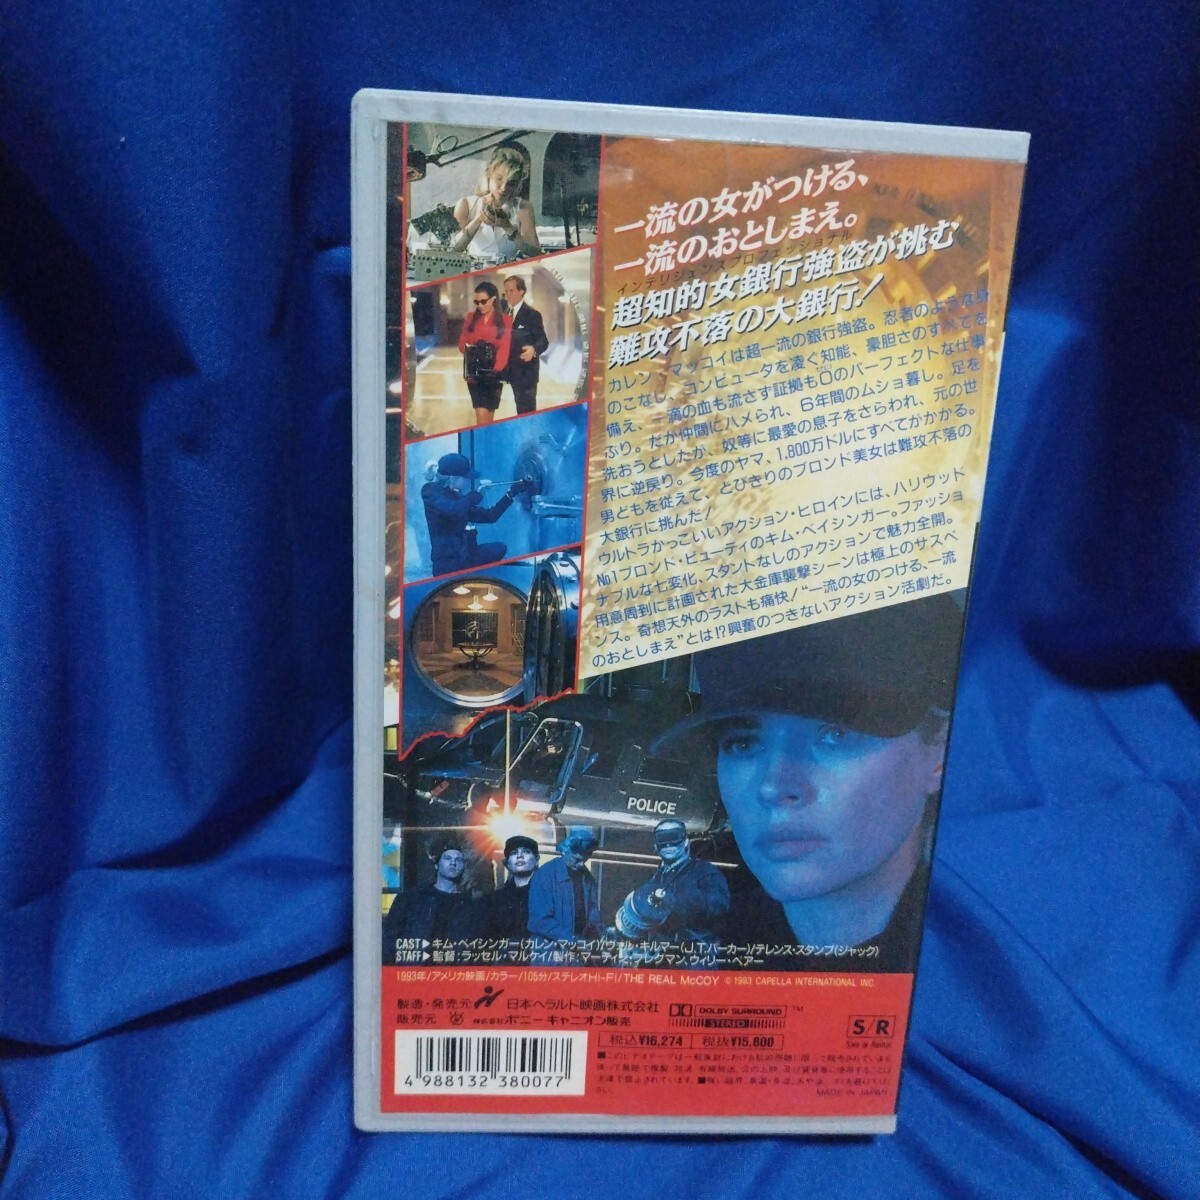 一流の女がつける、
一流のおとしまえ。
インテリジェンス プロフェッショナル
超知的女銀行強盗が挑む
難攻不落の大銀行!
カレン・マッコイは超一流の銀行強盗。忍者のような身
のこなし、コンピュータを凌ぐ知能、豪胆さのすべてを
備え、一滴の血も流さず証拠も0のパーフェクトな仕事
ぶり。だが仲間にハメられ、6年間のムショ暮し。足を
洗おうとしたが、奴等に最愛の息子をさらわれ、元の世
界に逆戻り。今度のヤマ、1,800万ドルにすべてがかかる。
男どもを従えて、とびきりのブロンド美女は難攻不落の
大銀行に挑んだ!
ウルトラかっこいいアクション・ヒロインには、ハリウッド
No1ブロンド・ビューティのキム・ベイシンガー。ファッショ
ナブルな七変化、スタントなしのアクションで魅力全開。
用意周到に計画された大金庫襲撃シーンは極上のサスペ
ンス。奇想天外のラストも痛快!“一流の女のつける、一流
のおとしまえ”とは!?興奮のつきないアクション活劇だ。
POLICE
CAST▶キム・ベイシンガー(カレン・マッコイ)/ヴァル・キルマー(J.T.バーカー)/テレンス・スタンプ(ジャック)
STAFF▶監督:ラッセル・マルケイ/製作:マーティン・ブレグマン、ウィリー・ベアー
1993年/アメリカ映画/カラー/105分/ステレオHI-FI/THE REAL McCOY © 1993 CAPELLA INTERNATIONAL INC.
製造・発売元 日本ヘラルト映画株式会社
販売元 株式会社ポニーキャニオン販売
DOLBY SURROUND ™
STEREO
S/R
Sale or Rental
税込¥16,274 税抜¥15,800
4 988132 380077
MADE IN JAPAN